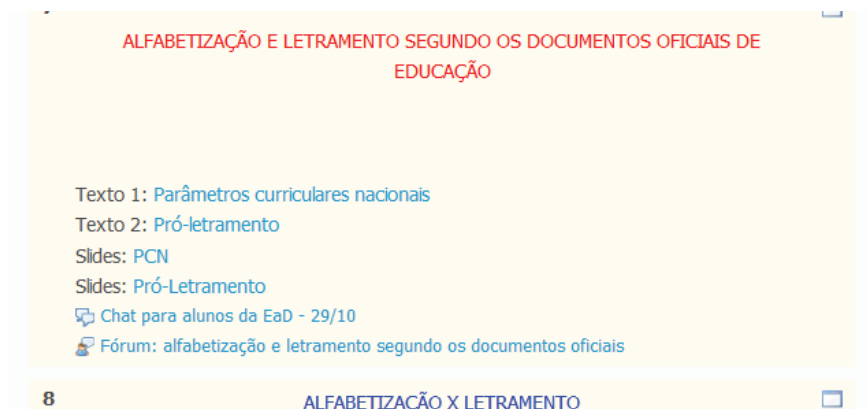 ALFABETIZAÇÃO E LETRAMENTO SEGUNDO OS DOCUMENTOS OFICIAIS DE
EDUCAÇÃO
Texto 1: Parâmetros curriculares nacionais
Texto 2: Pró-letramento
Slides: PCN
Slides: Pró-Letramento
Chat para alunos da EaD - 29/10
Fórum: alfabetização e letramento segundo os documentos oficiais
8 ALFABETIZAÇÃO X LETRAMENTO